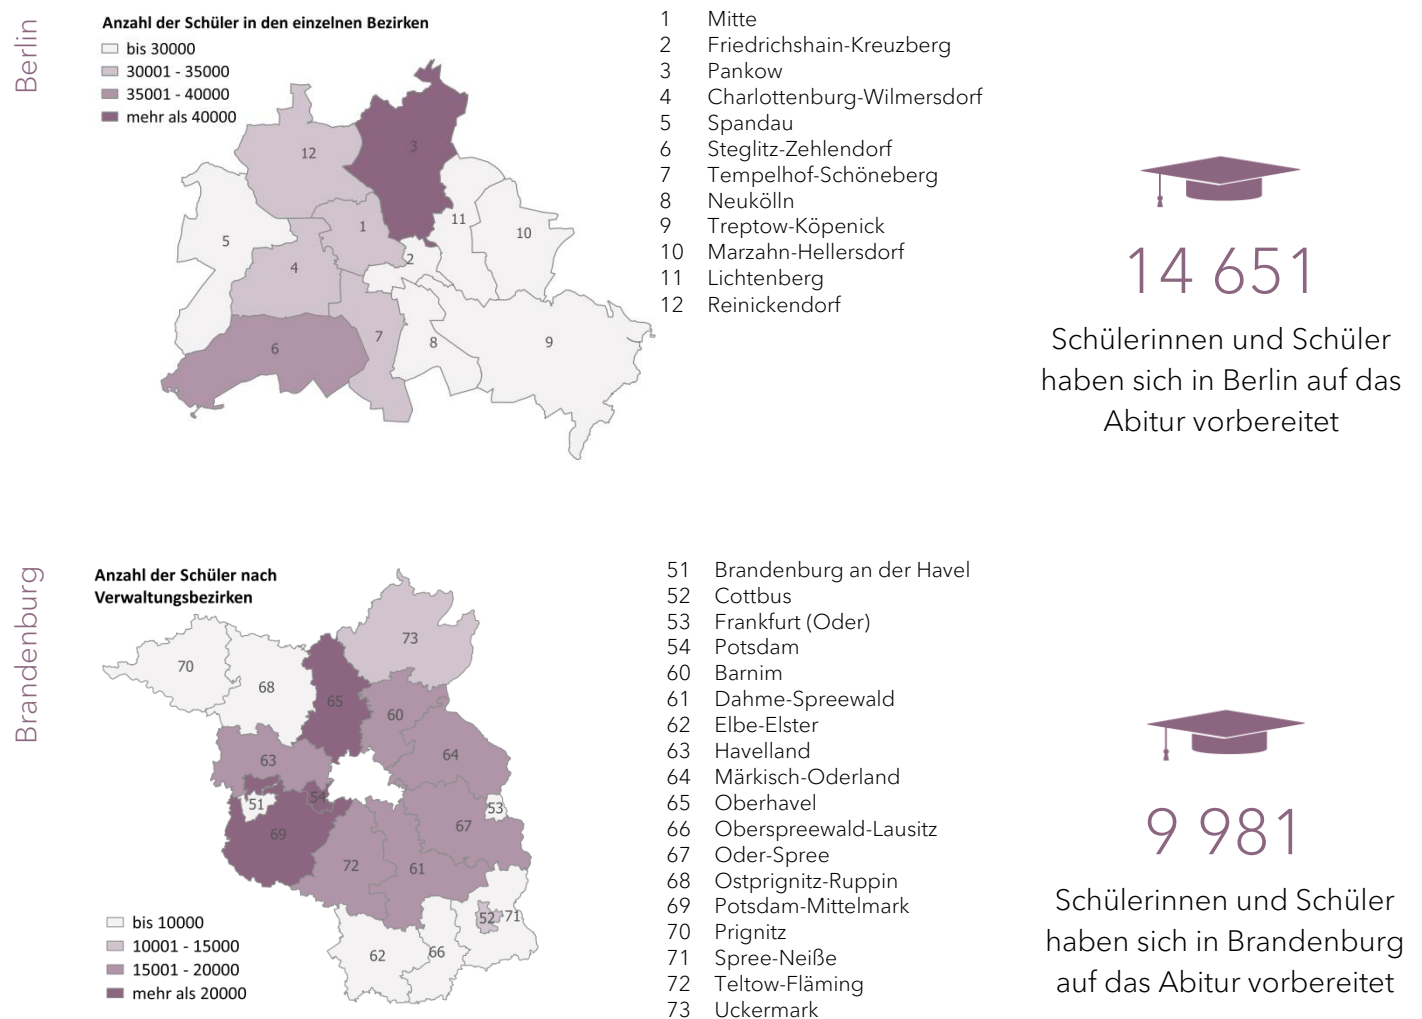 Berlin
Anzahl der Schüler in den einzelnen Bezirken
bis 30000
30001 - 35000
35001 - 40000
mehr als 40000
12
3
1
11
5
10
2
4
7
8
9
6
1 Mitte
2 Friedrichshain-Kreuzberg
3 Pankow
4 Charlottenburg-Wilmersdorf
5 Spandau
6 Steglitz-Zehlendorf
7 Tempelhof-Schöneberg
8 Neukölln
9 Treptow-Köpenick
10 Marzahn-Hellersdorf
11 Lichtenberg
12 Reinickendorf
14 651
Schülerinnen und Schüler
haben sich in Berlin auf das
Abitur vorbereitet
Brandenburg
Anzahl der Schüler nach
Verwaltungsbezirken
73
70
68
65
60
64
63
54
51
53
69
67
72
61
52
71
62
66
bis 10000
10001 - 15000
15001 - 20000
mehr als 20000
51 Brandenburg an der Havel
52 Cottbus
53 Frankfurt (Oder)
54 Potsdam
60 Barnim
61 Dahme-Spreewald
62 Elbe-Elster
63 Havelland
64 Märkisch-Oderland
65 Oberhavel
66 Oberspreewald-Lausitz
67 Oder-Spree
68 Ostprignitz-Ruppin
69 Potsdam-Mittelmark
70 Prignitz
71 Spree-Neiße
72 Teltow-Fläming
73 Uckermark
9 981
Schülerinnen und Schüler
haben sich in Brandenburg
auf das Abitur vorbereitet